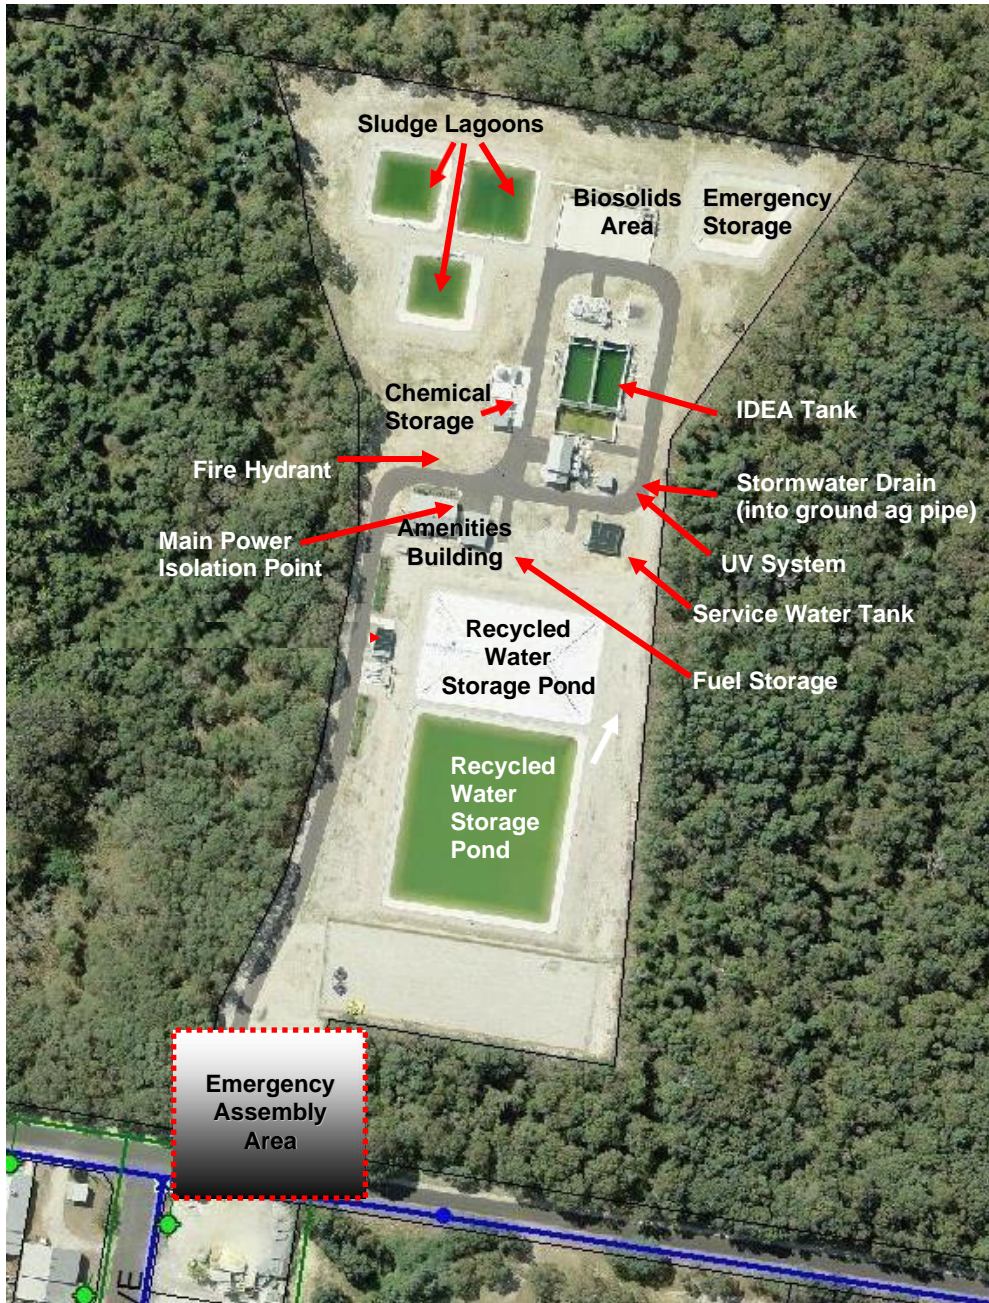 Sludge Lagoons
Biosolids
Area
Emergency
Storage
Chemical
Storage
IDEA Tank
Fire Hydrant
Stormwater Drain
(into ground ag pipe)
Main Power
Isolation Point
Amenities
Building
UV System
Service Water Tank
Recycled
Water
Storage Pond
Fuel Storage
Recycled
Water
Storage
Pond
Emergency
Assembly
Area